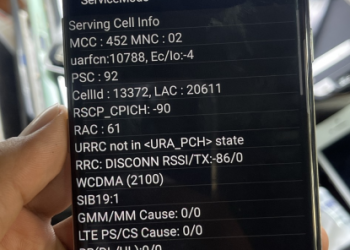 ServiceMode
Serving Cell Info
MCC : 452 MNC : 02
uarfcn:10788, Ec/Io:-4
PSC : 92
CellId : 13372, LAC : 20611
RSCP_CPICH: -90
RAC : 61
URRC not in <URA_PCH> state
RRC: DISCONN RSSI/TX:-86/0
WCDMA (2100)
SIB19:1
GMM/MM Cause: 0/0
LTE PS/CS Cause: 0/0